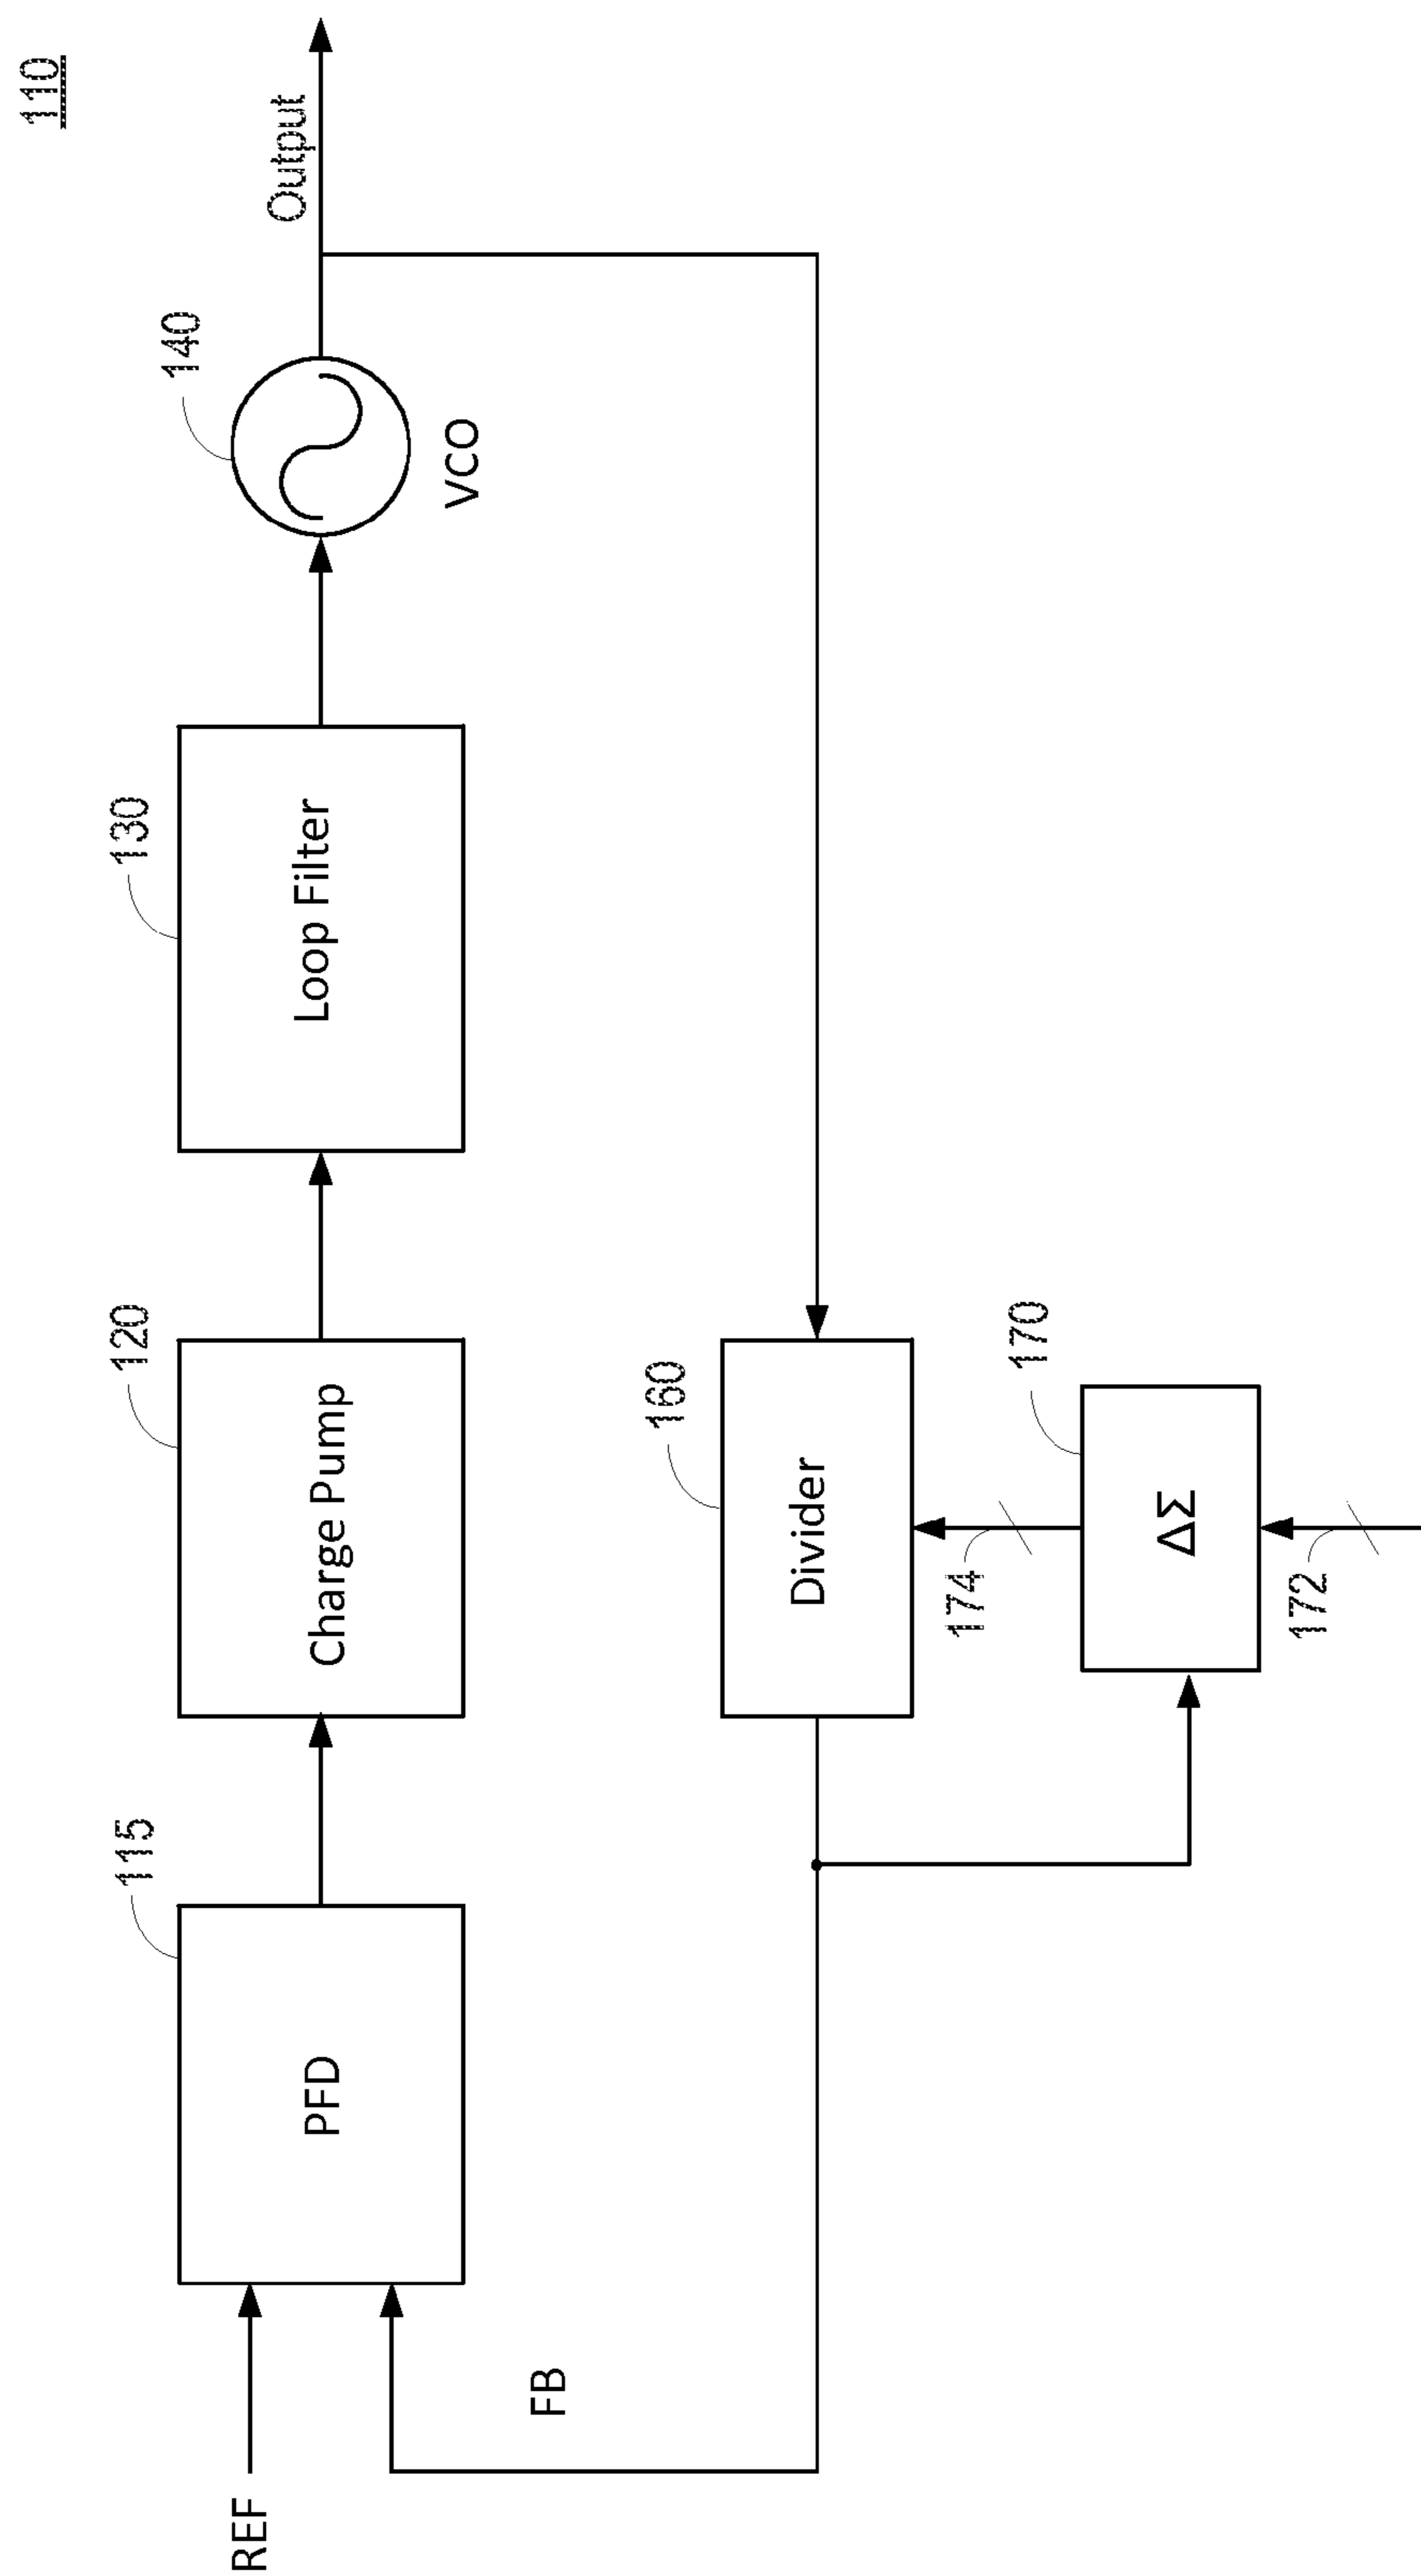 110
115
120
130
140
Output
REF
PFD
Charge Pump
Loop Filter
VCO
FB
160
Divider
174
170
ΔΣ
172